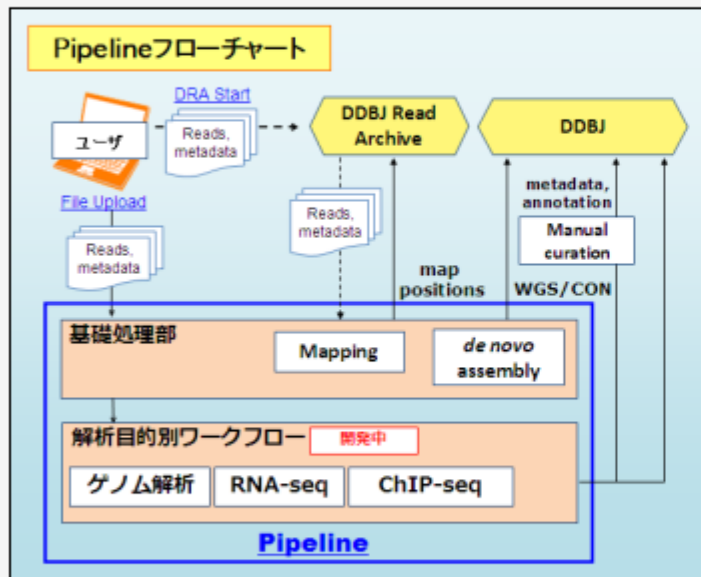 Pipelineフローチャート
DRA Start
ユーザ
Reads,
metadata
DDBJ Read
Archive
DDBJ
File Upload
Reads,
metadata
Reads,
metadata
map
positions
metadata,
annotation
Manual
curation
WGS/CON
基礎処理部
Mapping
de novo
assembly
解析目的別ワークフロー
開発中
ゲノム解析
RNA-seq
ChIP-seq
Pipeline